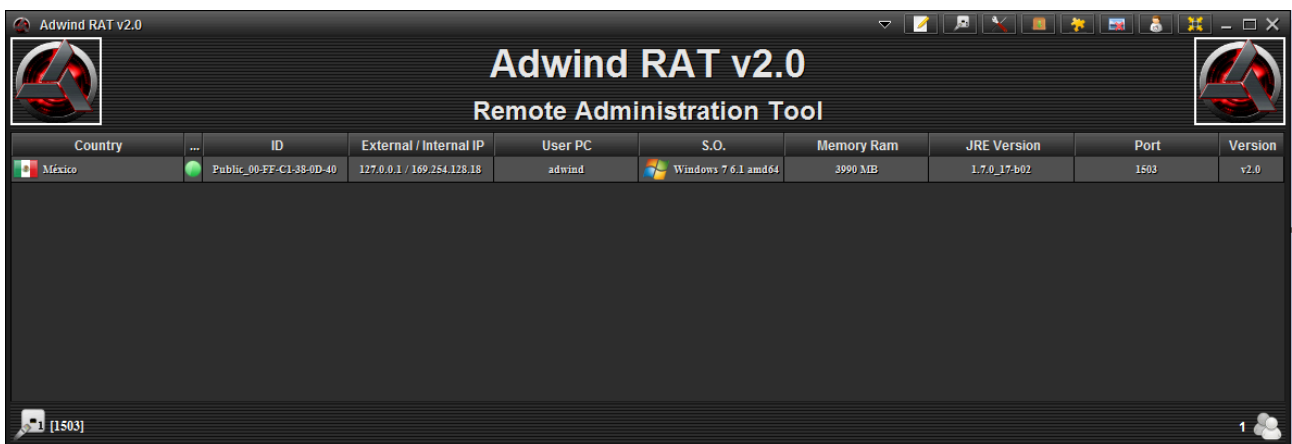 Adwind RAT v2.0
Adwind RAT v2.0
Remote Administration Tool
Country ... ID External / Internal IP User PC S.O. Memory Ram JRE Version Port Version
México Public_00-FF-C1-38-0D-40 127.0.0.1 / 169.254.128.18 adwind Windows 7 6.1 amd64 3990 MB 1.7.0_17-b02 1503 v2.0
1 [1503] 1